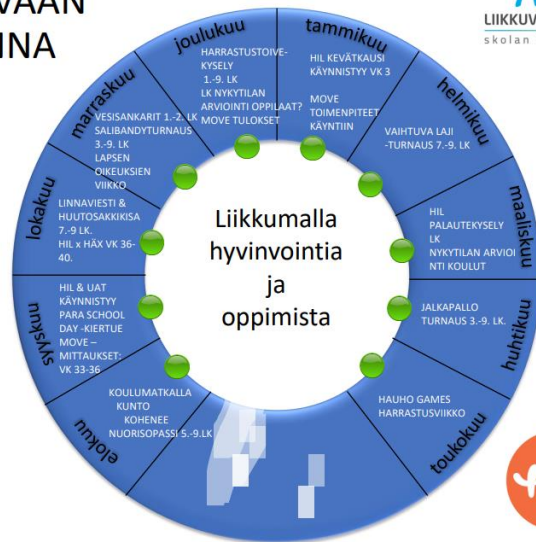 VAAN
INA
LIIKKUV
skolan
joulukuu
HARRASTUSTOIVE-
KYSELY
1.-9. LK
LK NYKYTILAN
ARVIOINTI OPPILAAT?
MOVE TULOKSET
tammikuu
HIL KEVÄTKAUSI
KÄYNNISTYY VK 3
MOVE
TOIMENPITEET
KÄYNTIIN
helmikuu
VAIHTUVA LAJI
-TURNAUS 7.-9. LK
maaliskuu
HIL
PALAUTEKYSELY
LK
NYKYTILAN ARVIOI
NTI KOULUT
huhtikuu
JALKAPALLO
TURNAUS 3.-9. LK.
toukokuu
HAUHO GAMES
HARRASTUSVIIKKO
elokuu
KOULUMATKALLA
KUNTO
KOHENEE
NUORISOPASSI 5.-9.LK
syyskuu
HIL & UAT
KÄYNNISTYY
PARA SCHOOL
DAY -KIERTUE
MOVE –
MITTAUKSET:
VK 33-36
lokakuu
LINNAVIESTI &
HUUTOSAKKIKISA
7.-9 LK.
HIL x HÄX VK 36-
40.
marraskuu
VESISANKARIT 1.-2. LK
SALIBANDYTURNAUS
3.-9. LK
LAPSEN
OIKEUKSIEN
VIIKKO
Liikkumalla
hyvinvointia
ja
oppimista